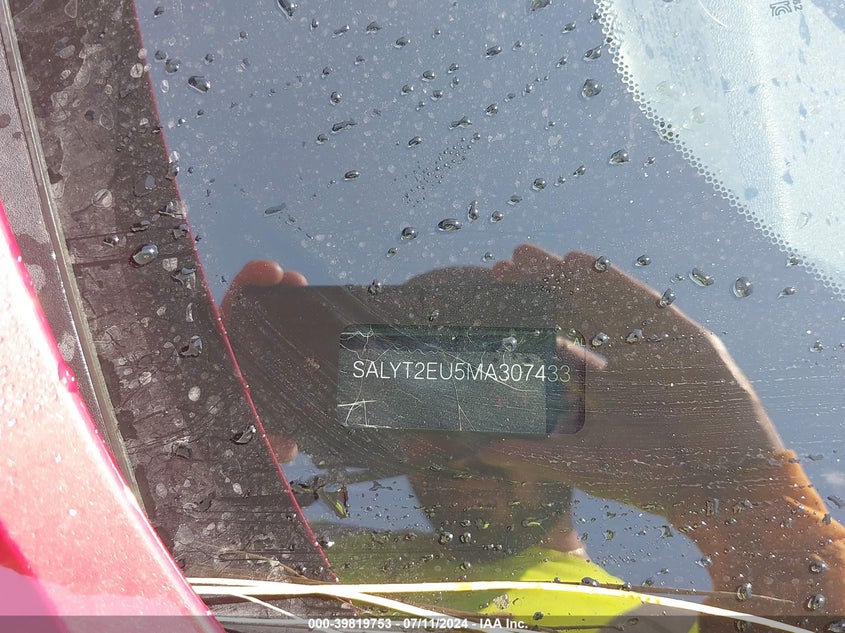 SALYT2EU5MA307433
000-39819753 - 07/11/2024 - IAA Inc.